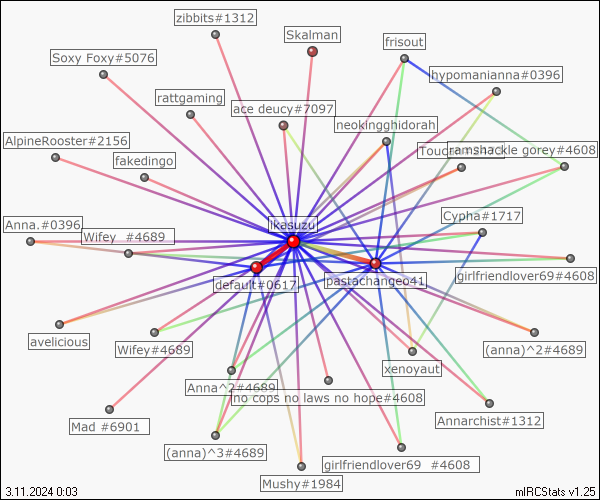 zibbits#1312
Skalman
frisout
Soxy Foxy#5076
hypomanianna#0396
rattgaming
ace deucy#7097
neokingghidorah
AlpineRooster#2156
fakedingo
ramshackle gorey#4608
Anna.#0396
Wifey #4689
ikasuzu
Cypha#1717
default#0617
pastachangeo41
girlfriendlover69#4608
avelicious
Wifey#4689
xenoyaut
(anna)^2#4689
Anna^2#4689
no cops no laws no hope#4608
Mad #6901
Annarchist#1312
(anna)^3#4689
Mushy#1984
girlfriendlover69 #4608
3.11.2024 0:03
mIRCStats v1.25